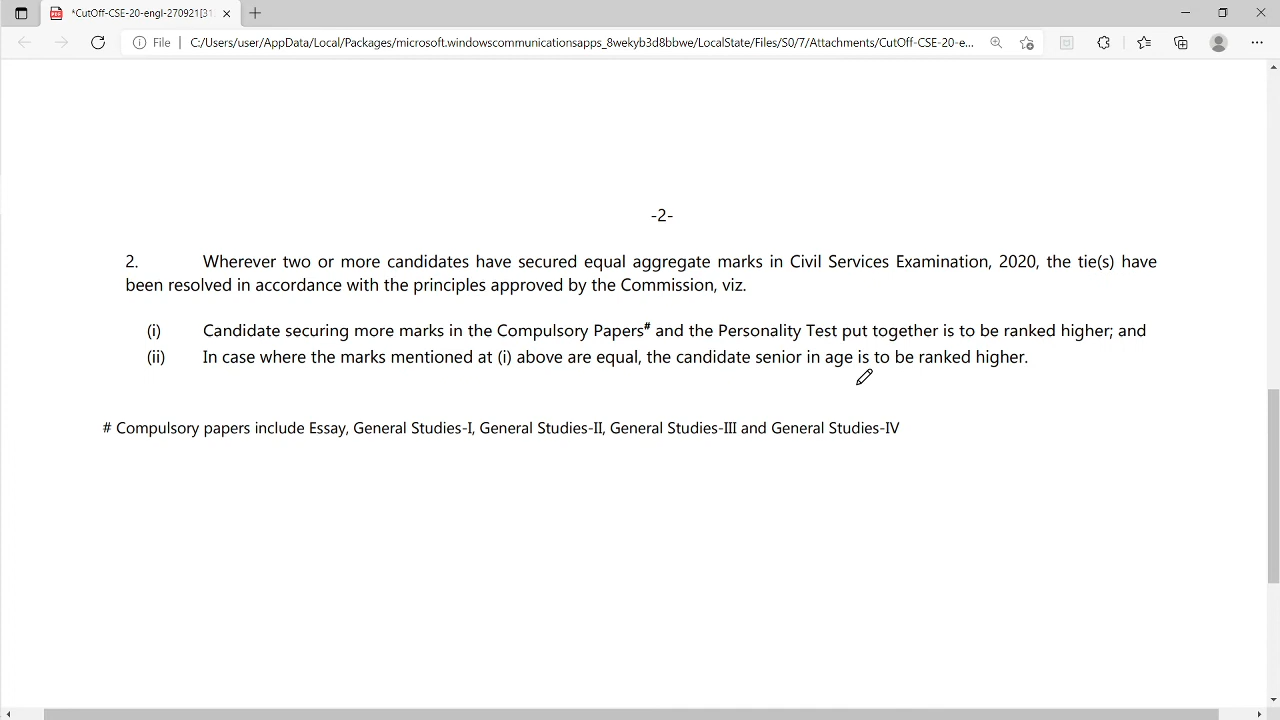 *CutOff-CSE-20-engl-270921[31
File
C:/Users/user/AppData/Local/Packages/microsoft.windowscommunicationsapps_8wekyb3d8bbwe/LocalState/Files/S0/7/Attachments/CutOff-CSE-20-e...
-2-
2. Wherever two or more candidates have secured equal aggregate marks in Civil Services Examination, 2020, the tie(s) have
been resolved in accordance with the principles approved by the Commission, viz.
(i) Candidate securing more marks in the Compulsory Papers# and the Personality Test put together is to be ranked higher; and
(ii) In case where the marks mentioned at (i) above are equal, the candidate senior in age is to be ranked higher.
# Compulsory papers include Essay, General Studies-I, General Studies-II, General Studies-III and General Studies-IV